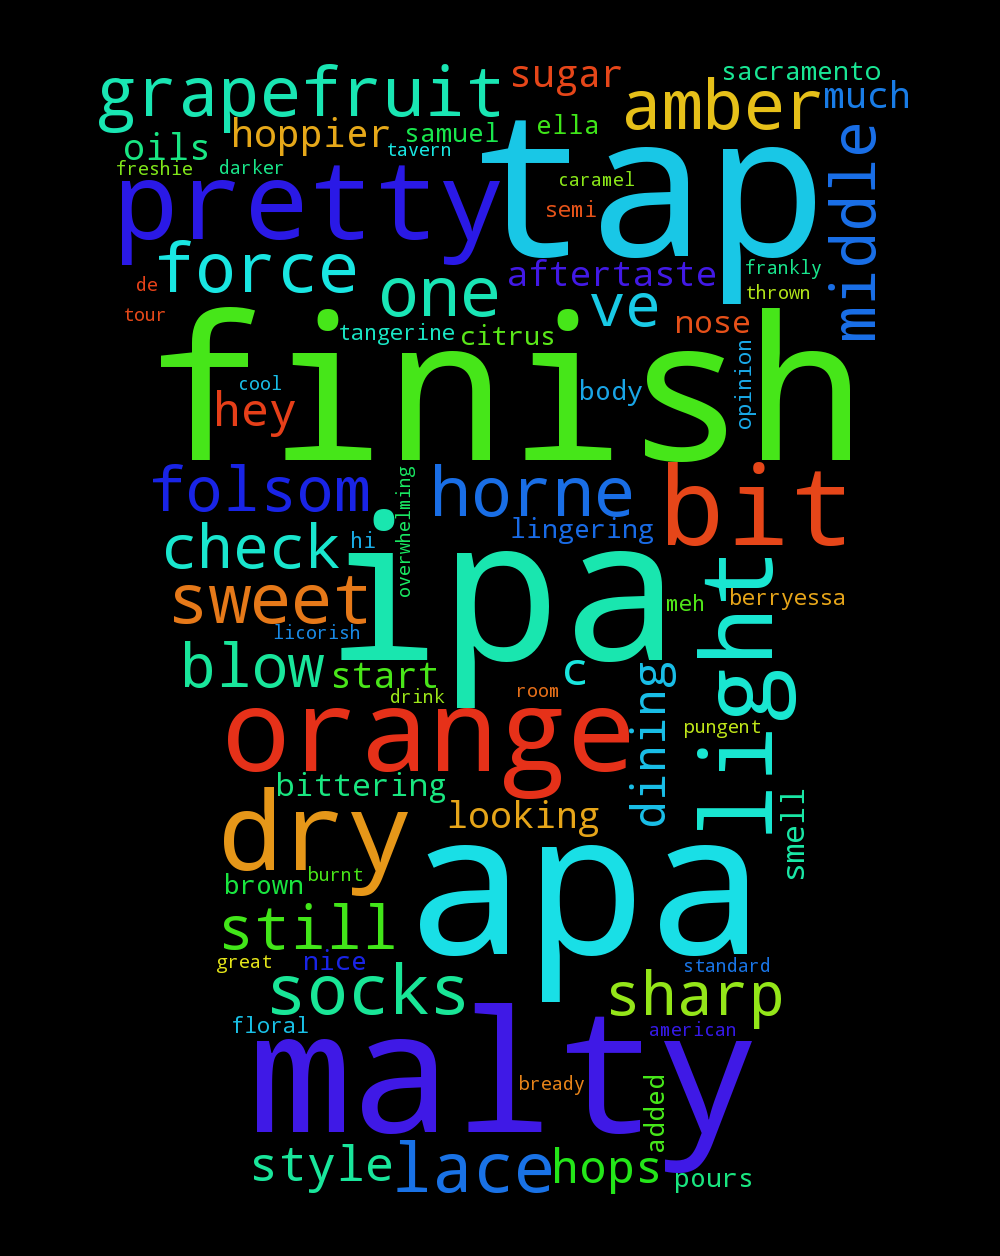 grapefruit
sugar
sacramento
amber
much
oils
hoppier
samuel
ella
tavern
freshie
darker
pretty
tap
caramel
semi
middle
force
one
aftertaste
frankly
de
ve
thrown
tour
tangerine
citrus
nose
finish
cool
hey
body
opinion
folsom
overwhelming
horne
bit
check
hi
lingering
ipa
sweet
meh
berryessa
licorish
light
blow
start
c
drink
room
dining
orange
pungent
bittering
dry
looking
smell
apa
brown
burnt
still
great
nice
standard
socks
sharp
floral
american
malty
bready
added
style
lace
hops
pours